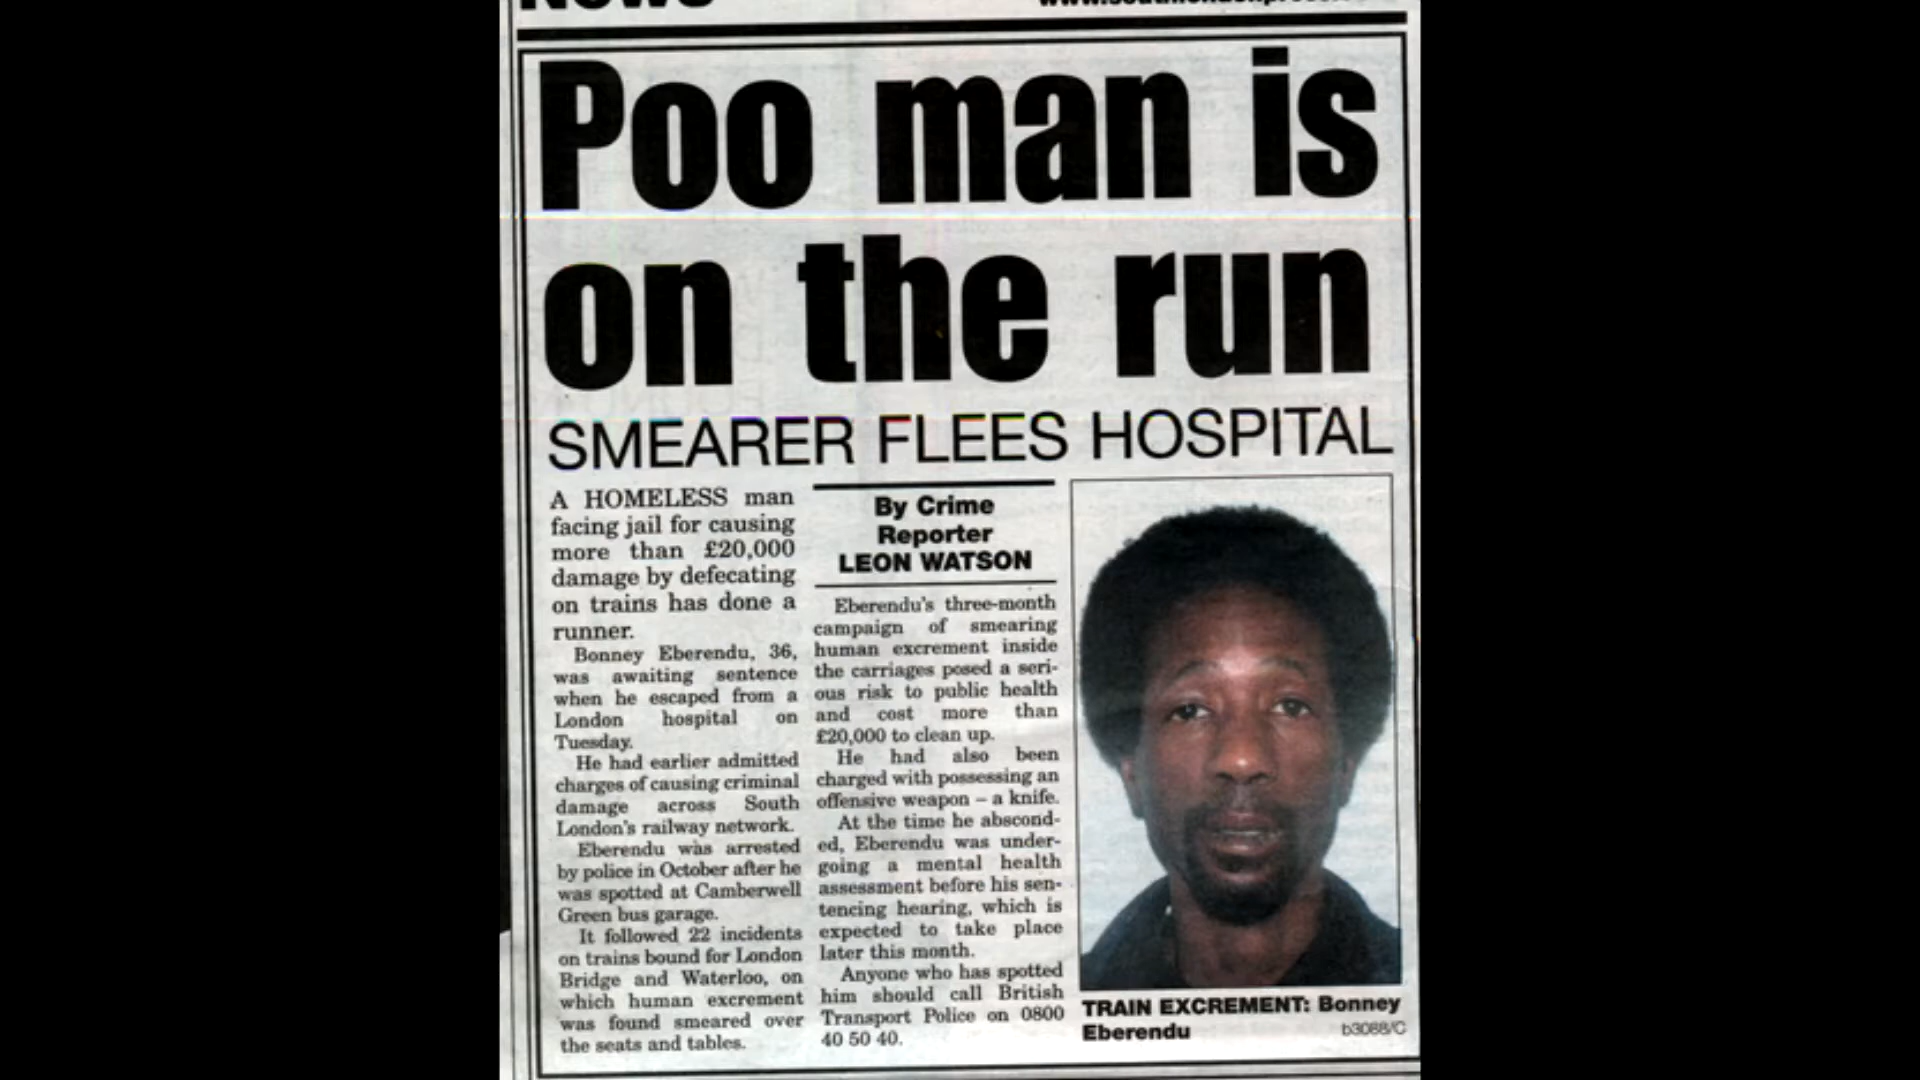 Poo man is
on the run
SMEARER FLEES HOSPITAL
A HOMELESS man
facing jail for causing
more than £20,000
damage by defecating
on trains has done a
runner.
Bonney Eberendu, 36,
was awaiting sentence
when he escaped from a
London hospital on
Tuesday.
He had earlier admitted
charges of causing criminal
damage across South
London's railway network.
Eberendu was arrested
by police in October after he
was spotted at Camberwell
Green bus garage.
It followed 22 incidents
on trains bound for London
Bridge and Waterloo, on
which human excrement
was found smeared over
the seats and tables.
By Crime
Reporter
LEON WATSON
Eberendu's three-month
campaign of smearing
human excrement inside
the carriages posed a seri-
ous risk to public health
and cost more than
£20,000 to clean up.
He had also been
charged with possessing an
offensive weapon – a knife.
At the time he abscond-
ed, Eberendu was under-
going a mental health
assessment before his sen-
tencing hearing, which is
expected to take place
later this month.
Anyone who has spotted
him should call British
Transport Police on 0800
40 50 40.
TRAIN EXCREMENT: Bonney
Eberendu
b3088/C